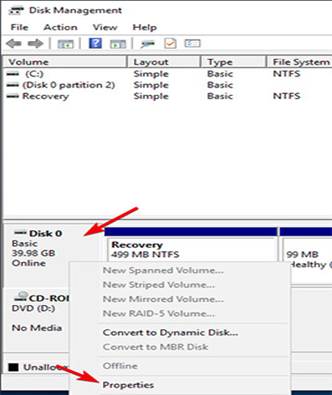 Disk Management
File Action View Help
Volume Layout Type File System
(C:) Simple Basic NTFS
(Disk 0 partition 2) Simple Basic
Recovery Simple Basic NTFS
Disk 0
Basic
39.98 GB
Online
Recovery
499 MB NTFS
99 MB
Healthy (
CD-RO
DVD (D:)
No Media
Unallo
New Spanned Volume...
New Striped Volume...
New Mirrored Volume...
New RAID-5 Volume...
Convert to Dynamic Disk...
Convert to MBR Disk
Offline
Properties